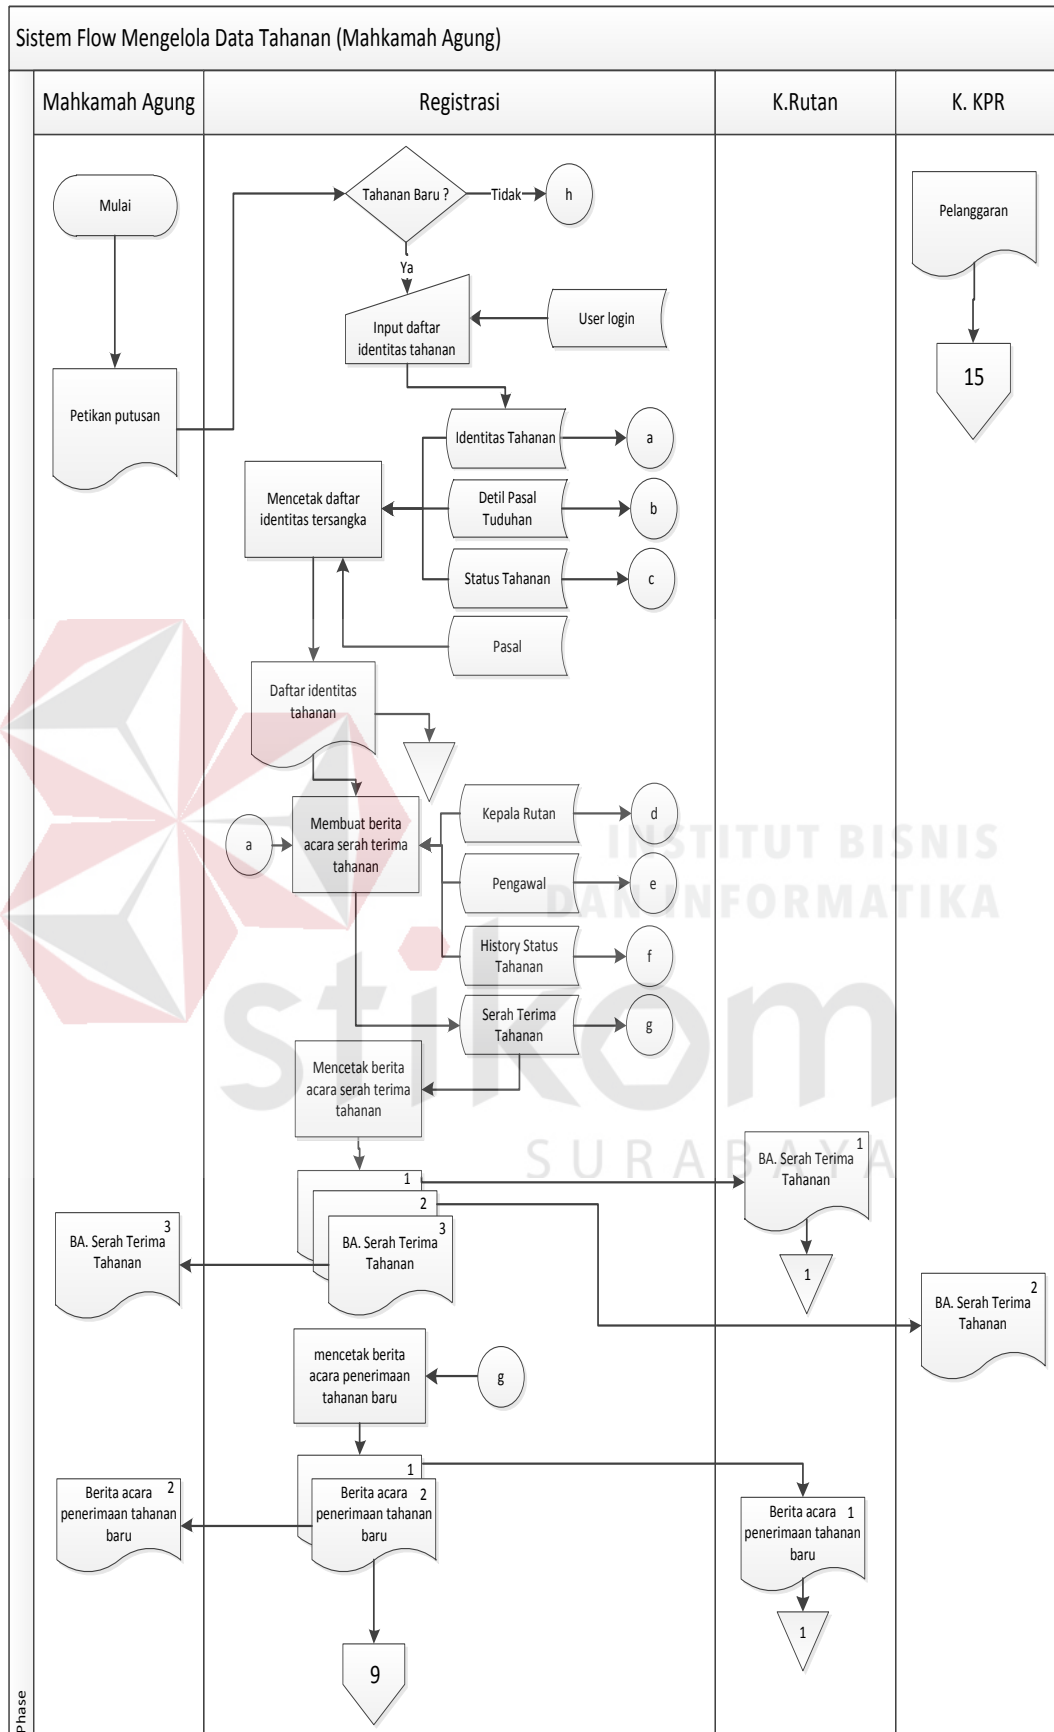 Sistem Flow Mengelola Data Tahanan (Mahkamah Agung)
Mahkamah Agung
Registrasi
K.Rutan
K. KPR
Mulai
Tahanan Baru ?
Tidak
h
Pelanggaran
Ya
Input daftar
identitas tahanan
User login
15
Petikan putusan
Identitas Tahanan
a
Mencetak daftar
identitas tersangka
Detil Pasal
Tuduhan
b
Status Tahanan
c
Pasal
Daftar identitas
tahanan
a
Membuat berita
acara serah terima
tahanan
Kepala Rutan
d
Pengawal
e
History Status
Tahanan
f
Serah Terima
Tahanan
g
INSTITUT BISNIS
DAN INFORMATIKA
stikom
SURABAYA
Mencetak berita
acara serah terima
tahanan
1
2
3
BA. Serah Terima
Tahanan
1
BA. Serah Terima
Tahanan
1
3
BA. Serah Terima
Tahanan
2
BA. Serah Terima
Tahanan
mencetak berita
acara penerimaan
tahanan baru
g
1
Berita acara 2
penerimaan tahanan
baru
Berita acara 2
penerimaan tahanan
baru
Berita acara 1
penerimaan tahanan
baru
1
9
Phase